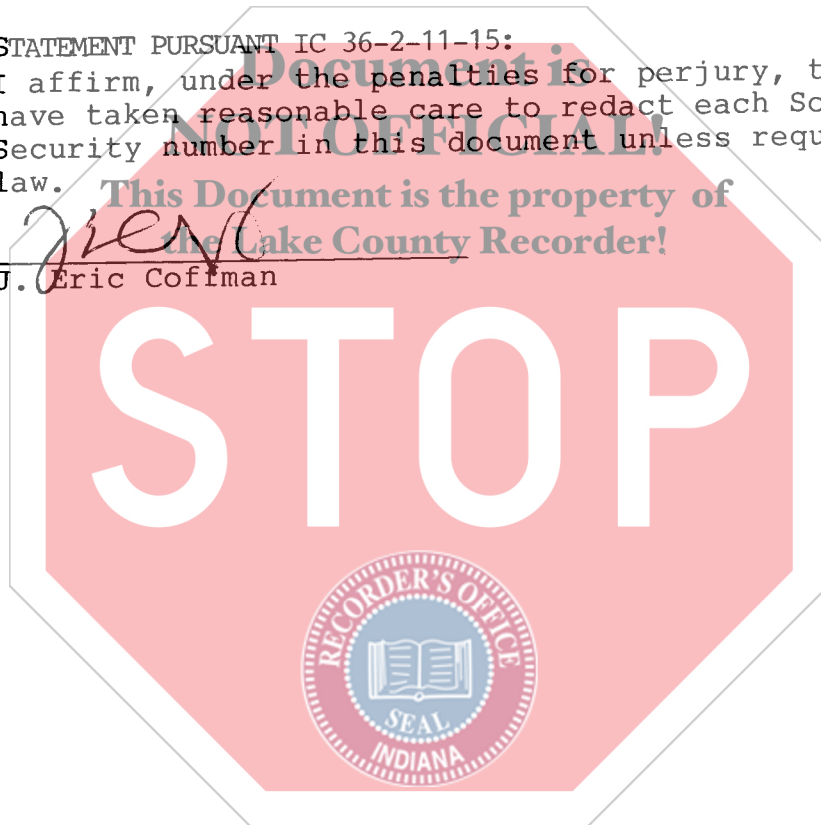 STATEMENT PURSUANT IC 36-2-11-15:
I affirm, under the penalties for perjury, t
have taken reasonable care to redact each So
Security number in this document unless requ
law.
J. Eric Coffman
Document is
NOT OFFICIAL!
This Document is the property of
the Lake County Recorder!
STOP
RECORDER'S OFFICE
SEAL
INDIANA